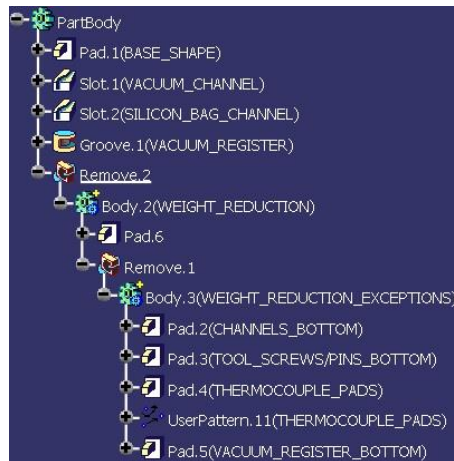 PartBody
Pad.1(BASE_SHAPE)
Slot.1(VACUUM_CHANNEL)
Slot.2(SILICON_BAG_CHANNEL)
Groove.1(VACUUM_REGISTER)
Remove.2
Body.2(WEIGHT_REDUCTION)
Pad.6
Remove.1
Body.3(WEIGHT_REDUCTION_EXCEPTIONS)
Pad.2(CHANNELS_BOTTOM)
Pad.3(TOOL_SCREWS/PINS_BOTTOM)
Pad.4(THERMOCOUPLE_PADS)
UserPattern.11(THERMOCOUPLE_PADS)
Pad.5(VACUUM_REGISTER_BOTTOM)